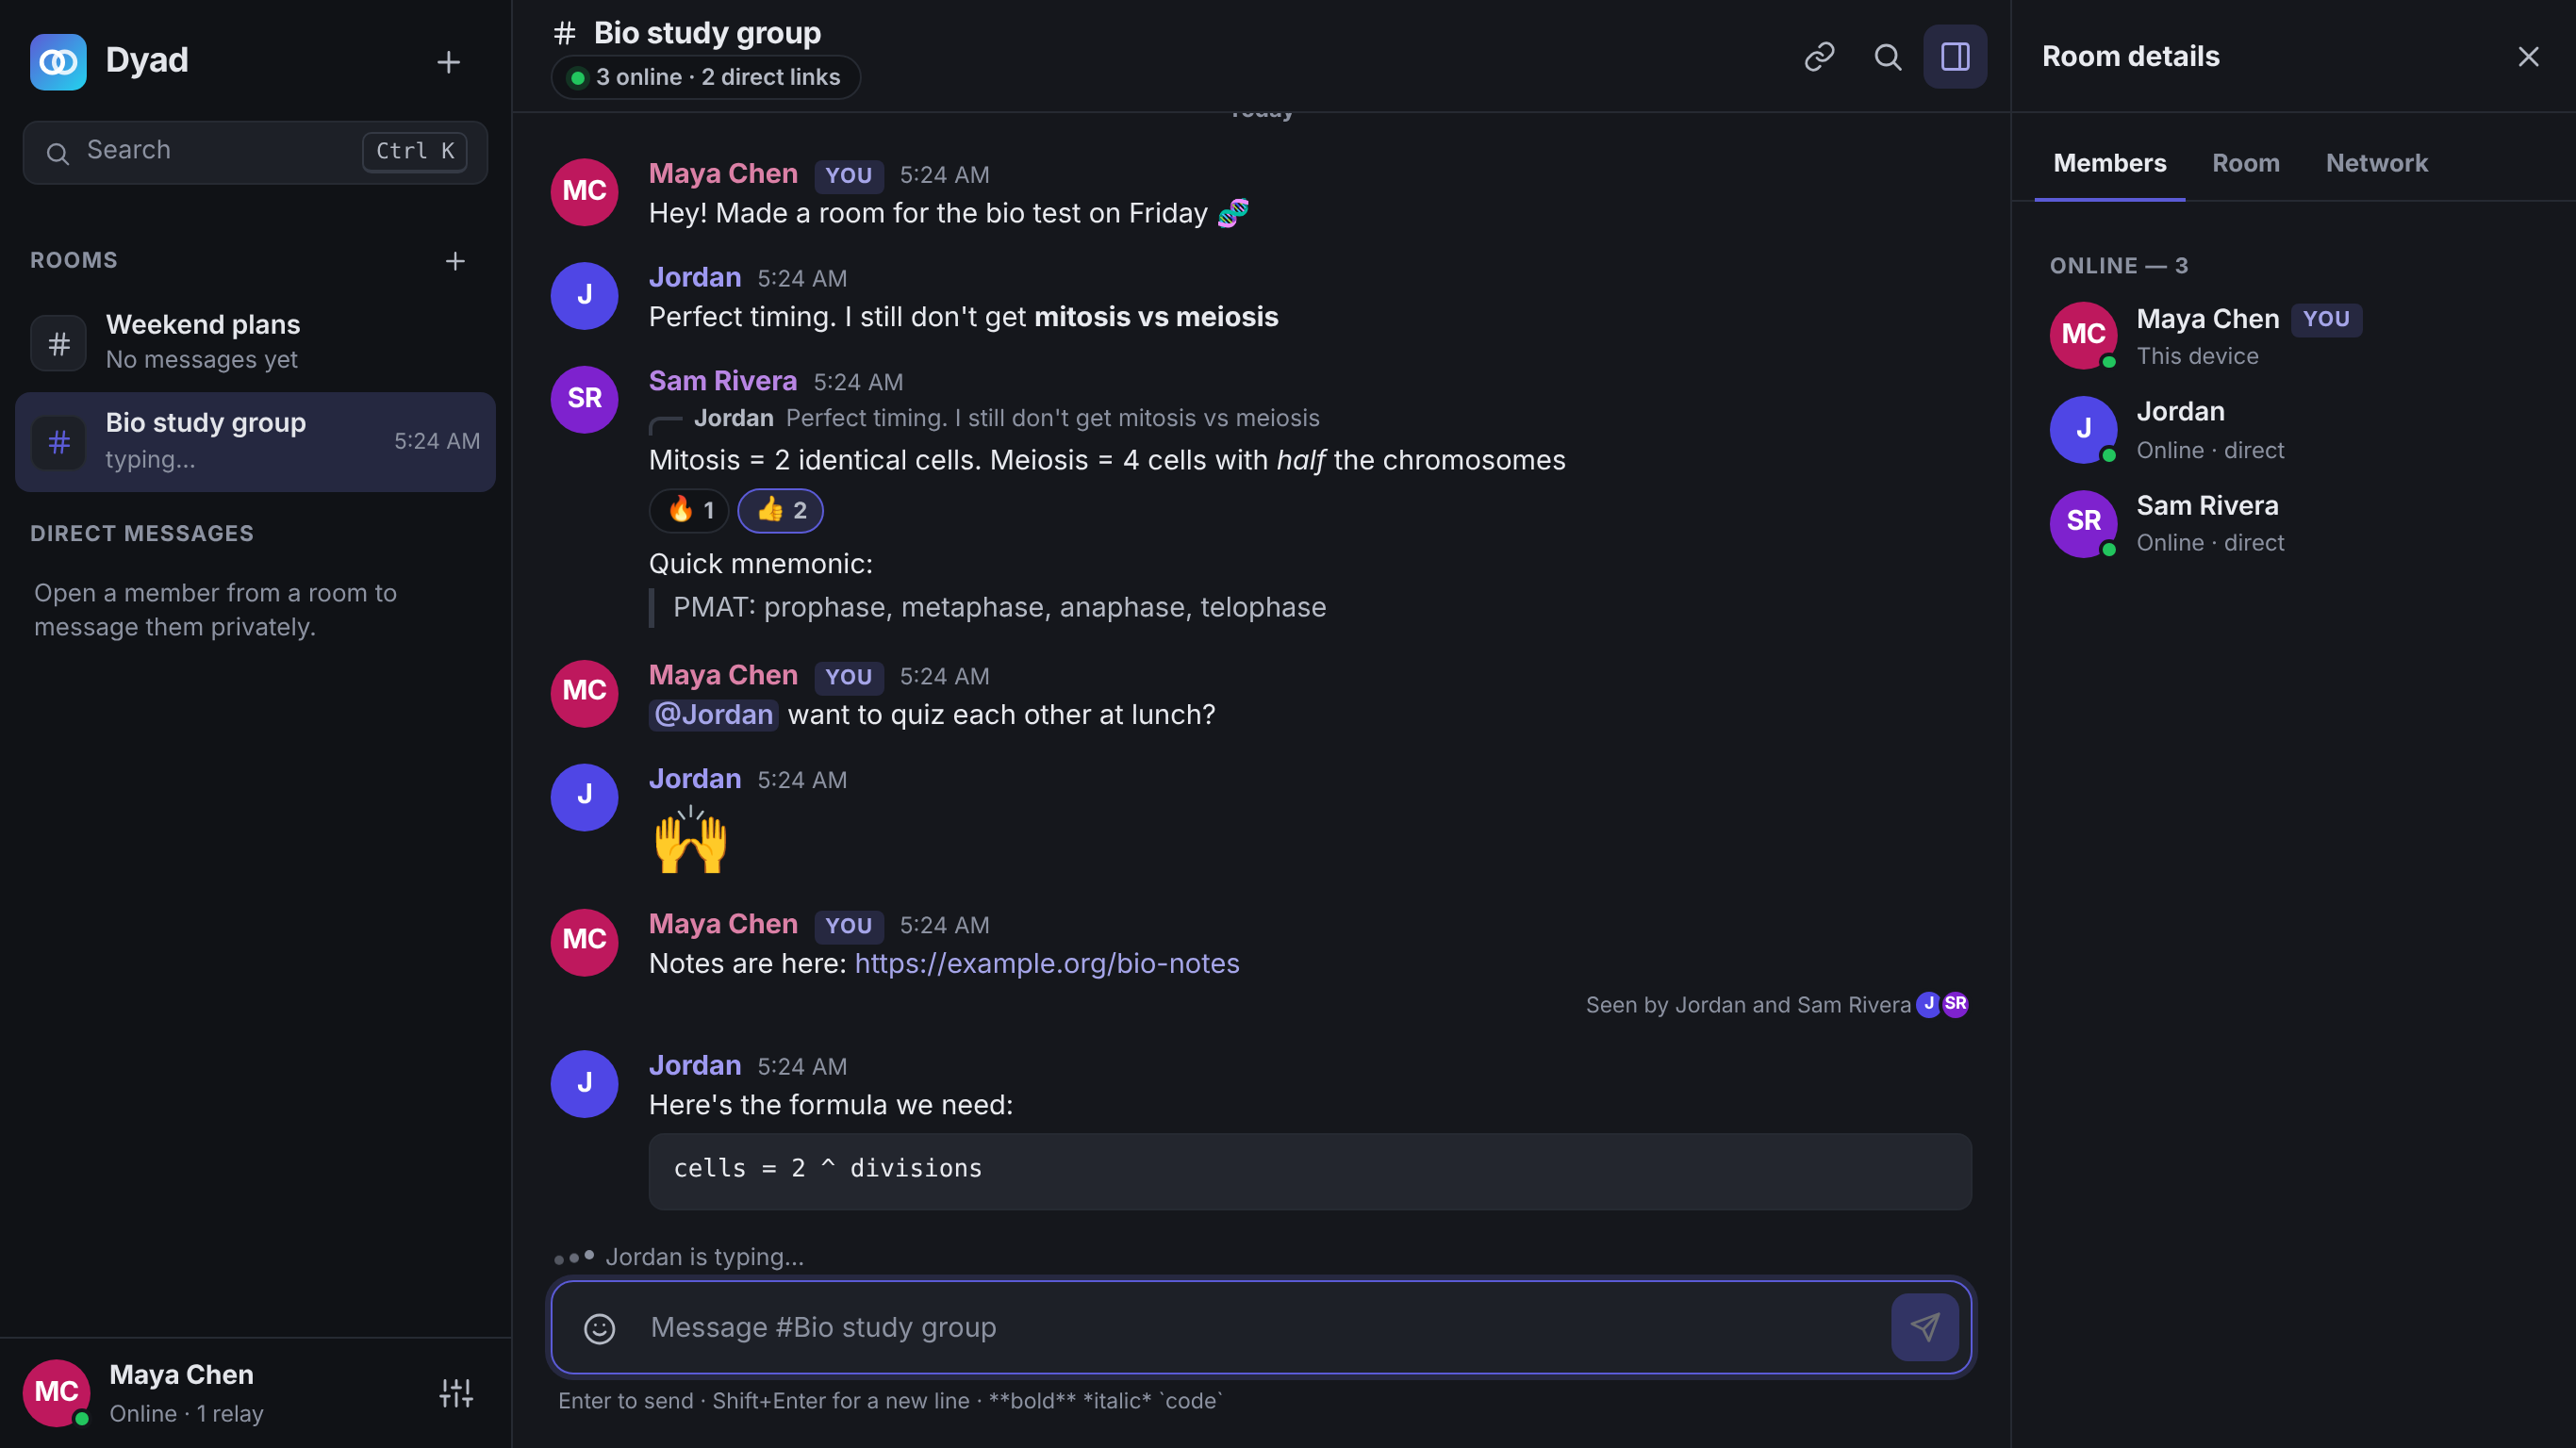 Dyad
Search
Ctrl K
ROOMS
Weekend plans
No messages yet
Bio study group
typing...
5:24 AM
DIRECT MESSAGES
Open a member from a room to
message them privately.
MC
Maya Chen
Online · 1 relay
# Bio study group
3 online · 2 direct links
Today
MC
Maya Chen YOU 5:24 AM
Hey! Made a room for the bio test on Friday 🧬
J
Jordan 5:24 AM
Perfect timing. I still don't get mitosis vs meiosis
SR
Sam Rivera 5:24 AM
Jordan Perfect timing. I still don't get mitosis vs meiosis
Mitosis = 2 identical cells. Meiosis = 4 cells with half the chromosomes
🔥 1 👍 2
Quick mnemonic:
PMAT: prophase, metaphase, anaphase, telophase
MC
Maya Chen YOU 5:24 AM
@Jordan want to quiz each other at lunch?
J
Jordan 5:24 AM
🙌
MC
Maya Chen YOU 5:24 AM
Notes are here: https://example.org/bio-notes
Seen by Jordan and Sam Rivera J SR
J
Jordan 5:24 AM
Here's the formula we need:
cells = 2 ^ divisions
Jordan is typing...
Message #Bio study group
Enter to send · Shift+Enter for a new line · **bold** *italic* `code`
Room details
Members Room Network
ONLINE — 3
MC
Maya Chen YOU
This device
J
Jordan
Online · direct
SR
Sam Rivera
Online · direct